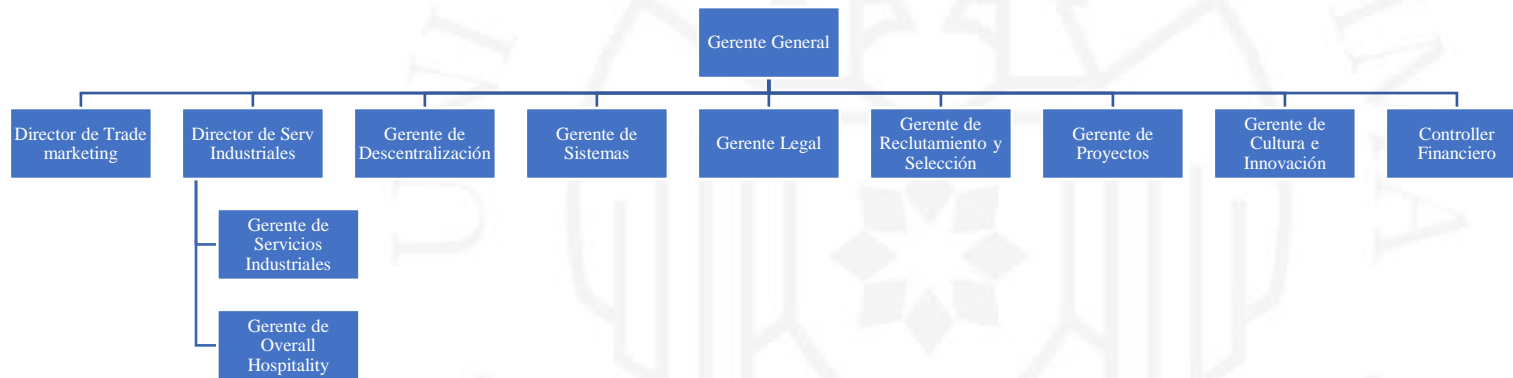 Gerente General
Director de Trade
marketing
Director de Serv
Industriales
Gerente de
Descentralización
Gerente de
Sistemas
Gerente Legal
Gerente de
Reclutamiento y
Selección
Gerente de
Proyectos
Gerente de
Cultura e
Innovación
Controller
Financiero
Gerente de
Servicios
Industriales
Gerente de
Overall
Hospitality